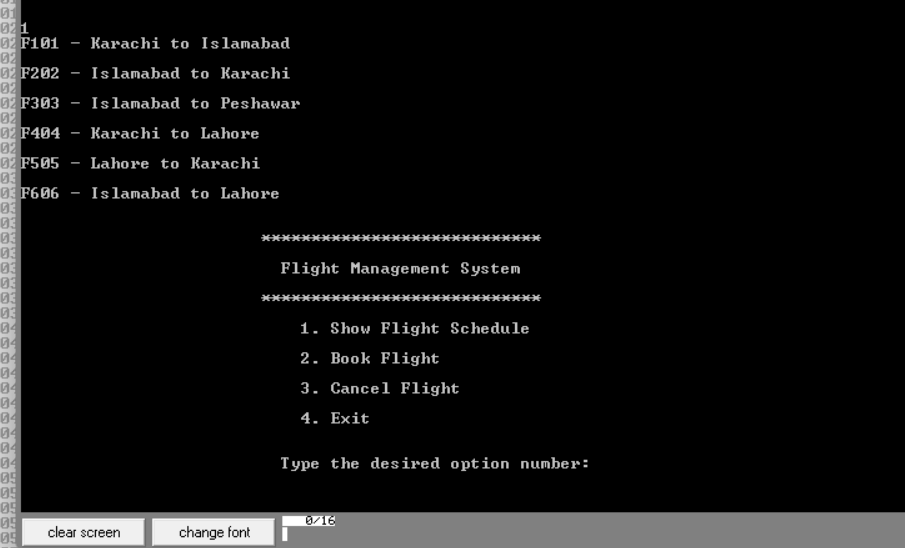 1
F101 - Karachi to Islamabad
F202 - Islamabad to Karachi
F303 - Islamabad to Peshawar
F404 - Karachi to Lahore
F505 - Lahore to Karachi
F606 - Islamabad to Lahore
****************************
Flight Management System
****************************
1. Show Flight Schedule
2. Book Flight
3. Cancel Flight
4. Exit
Type the desired option number:
clear screen
change font
0/16